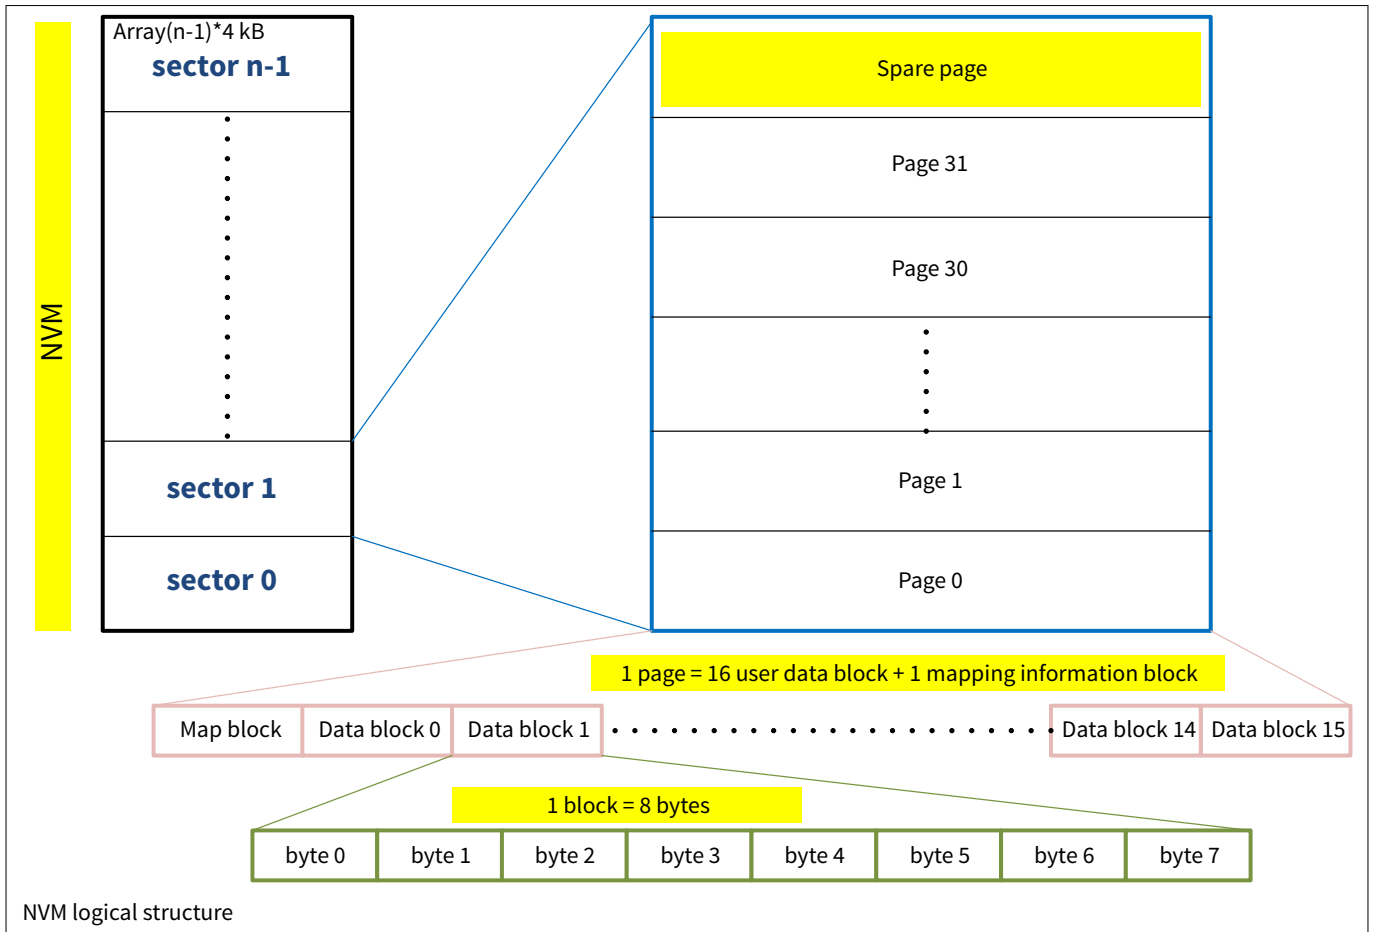 NVM
Array(n-1)*4 kB
sector n-1
sector 1
sector 0
Spare page
Page 31
Page 30
Page 1
Page 0
1 page = 16 user data block + 1 mapping information block
Map block
Data block 0
Data block 1
Data block 14
Data block 15
1 block = 8 bytes
byte 0
byte 1
byte 2
byte 3
byte 4
byte 5
byte 6
byte 7
NVM logical structure